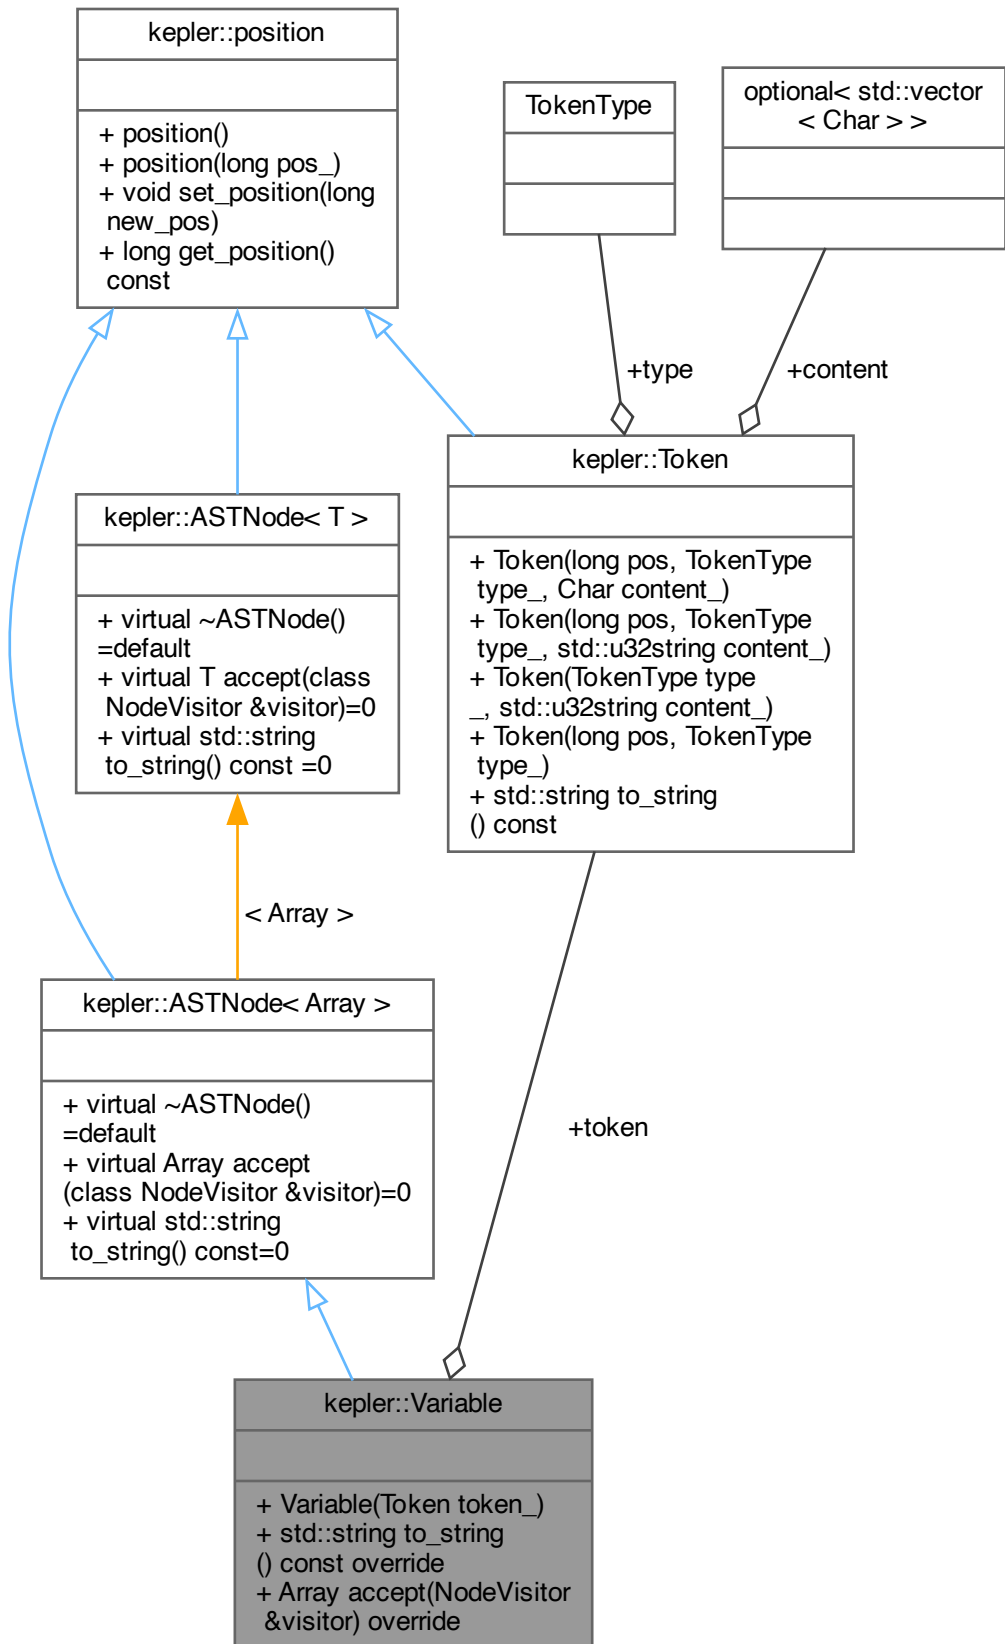 kepler::position
+ position()
+ position(long pos_)
+ void set_position(long
new_pos)
+ long get_position()
const
TokenType
optional< std::vector
< Char > >
+type
+content
kepler::Token
+ Token(long pos, TokenType
type_, Char content_)
+ Token(long pos, TokenType
type_, std::u32string content_)
+ Token(TokenType type
_, std::u32string content_)
+ Token(long pos, TokenType
type_)
+ std::string to_string
() const
kepler::ASTNode< T >
+ virtual ~ASTNode()
=default
+ virtual T accept(class
NodeVisitor &visitor)=0
+ virtual std::string
to_string() const =0
< Array >
kepler::ASTNode< Array >
+ virtual ~ASTNode()
=default
+ virtual Array accept
(class NodeVisitor &visitor)=0
+ virtual std::string
to_string() const=0
+token
kepler::Variable
+ Variable(Token token_)
+ std::string to_string
() const override
+ Array accept(NodeVisitor
&visitor) override